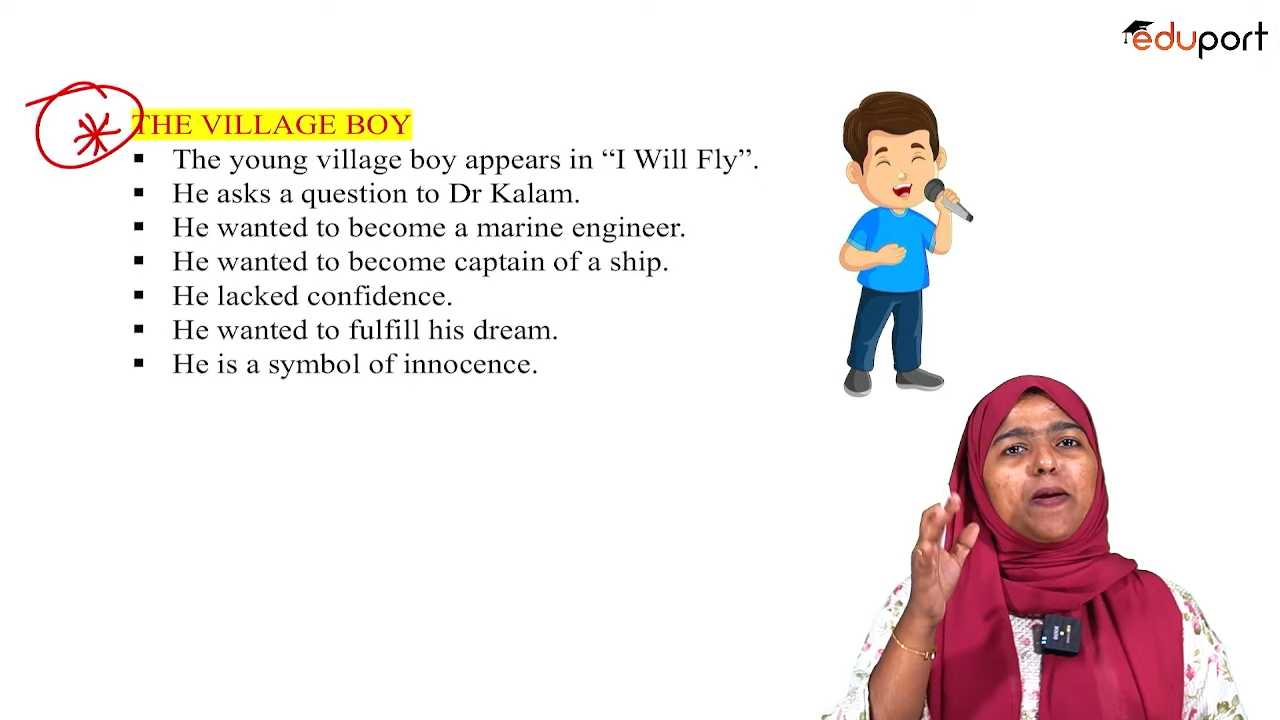 eduport
THE VILLAGE BOY
▪ The young village boy appears in “I Will Fly”.
▪ He asks a question to Dr Kalam.
▪ He wanted to become a marine engineer.
▪ He wanted to become captain of a ship.
▪ He lacked confidence.
▪ He wanted to fulfill his dream.
▪ He is a symbol of innocence.